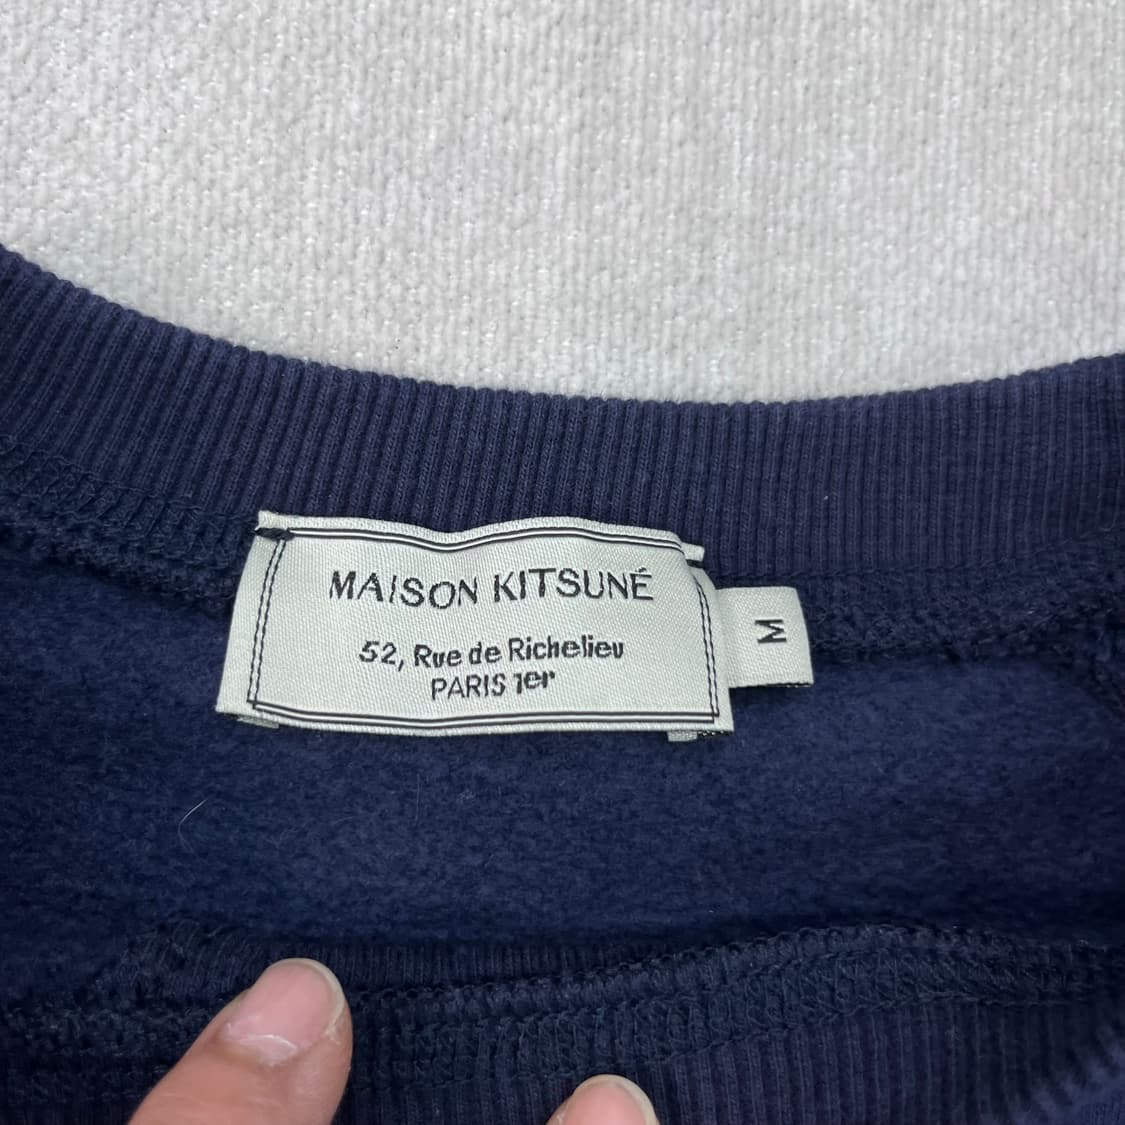 MAISON KITSUNÉ
52, Rue de Richelieu
PARIS 1er
M